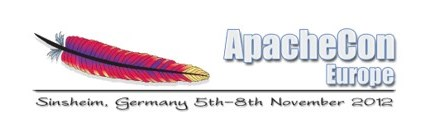 ApacheCon
Europe
Sinsheim, Germany 5th-8th November 2012